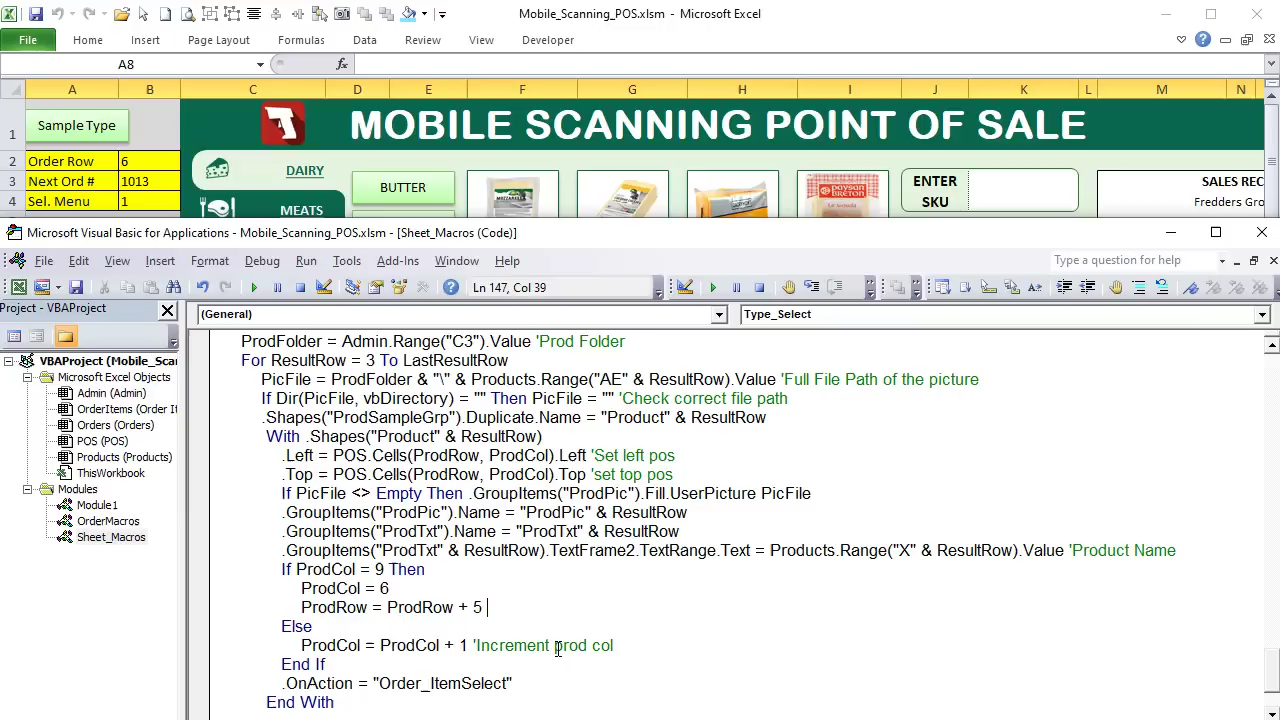 Mobile_Scanning_POS.xlsm - Microsoft Excel
File Home Insert Page Layout Formulas Data Review View Developer
A8 fx
A B C D E F G H I J K L M N
1 Sample Type MOBILE SCANNING POINT OF SALE
2 Order Row 6 DAIRY BUTTER ENTER SKU SALES REC
3 Next Ord # 1013
4 Sel. Menu 1 MEATS Fredders Gro
MOZZARELLA
PAYSAN BRETON
Microsoft Visual Basic for Applications - Mobile_Scanning_POS.xlsm - [Sheet_Macros (Code)]
File Edit View Insert Format Debug Run Tools Add-Ins Window Help Type a question for help
Ln 147, Col 39
Project - VBAProject
(General) Type_Select
VBAProject (Mobile_Scan
Microsoft Excel Objects
Admin (Admin)
OrderItems (Order It
Orders (Orders)
POS (POS)
Products (Products)
ThisWorkbook
Modules
Module1
OrderMacros
Sheet_Macros
ProdFolder = Admin.Range("C3").Value 'Prod Folder
For ResultRow = 3 To LastResultRow
PicFile = ProdFolder & "\" & Products.Range("AE" & ResultRow).Value 'Full File Path of the picture
If Dir(PicFile, vbDirectory) = "" Then PicFile = "" 'Check correct file path
.Shapes("ProdSampleGrp").Duplicate.Name = "Product" & ResultRow
With .Shapes("Product" & ResultRow)
.Left = POS.Cells(ProdRow, ProdCol).Left 'Set left pos
.Top = POS.Cells(ProdRow, ProdCol).Top 'set top pos
If PicFile <> Empty Then .GroupItems("ProdPic").Fill.UserPicture PicFile
.GroupItems("ProdPic").Name = "ProdPic" & ResultRow
.GroupItems("ProdTxt").Name = "ProdTxt" & ResultRow
.GroupItems("ProdTxt" & ResultRow).TextFrame2.TextRange.Text = Products.Range("X" & ResultRow).Value 'Product Name
If ProdCol = 9 Then
ProdCol = 6
ProdRow = ProdRow + 5
Else
ProdCol = ProdCol + 1 'Increment prod col
End If
.OnAction = "Order_ItemSelect"
End With